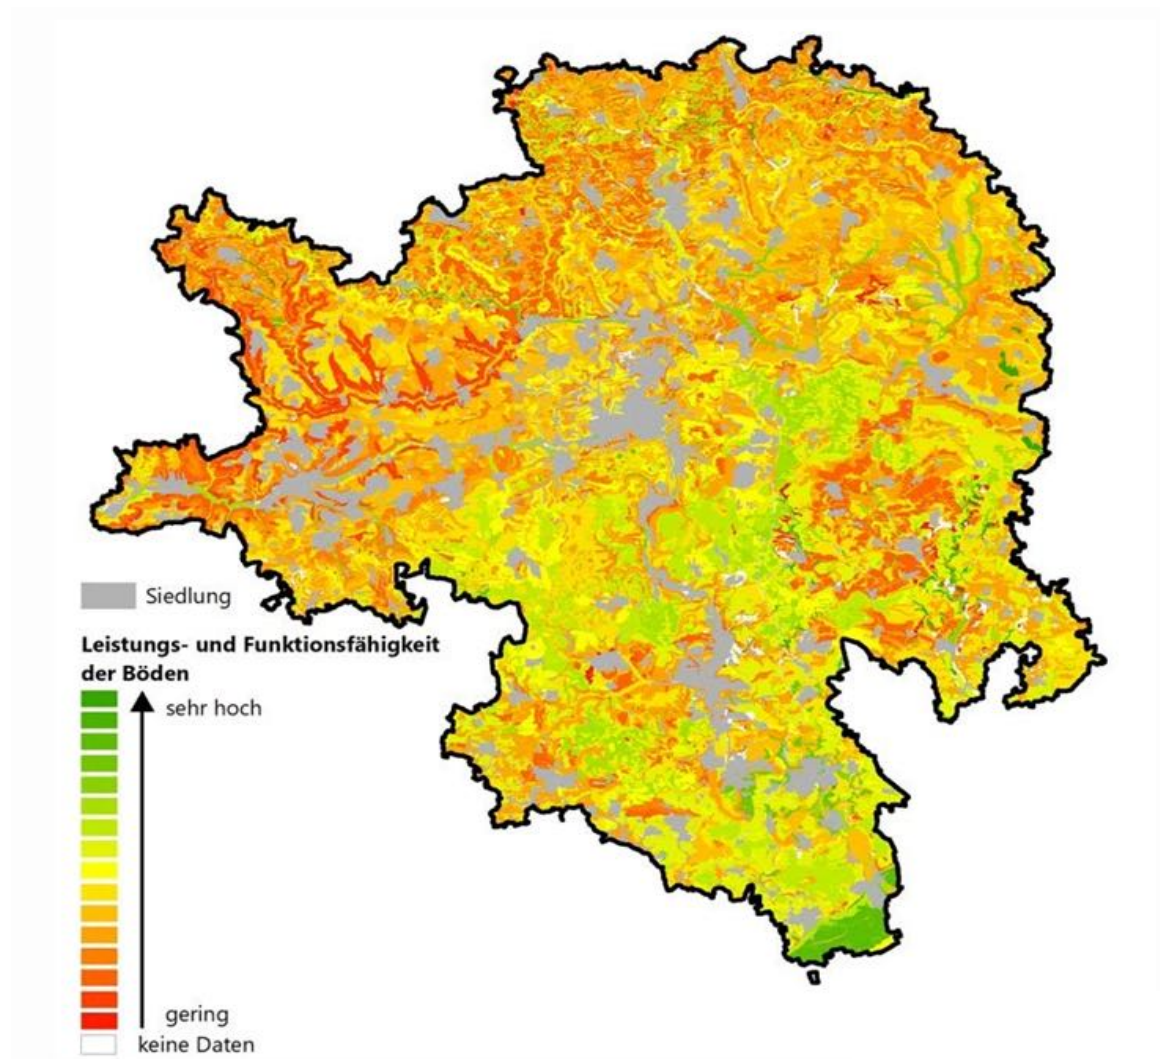 Siedlung
Leistungs- und Funktionsfähigkeit
der Böden
sehr hoch
gering
keine Daten